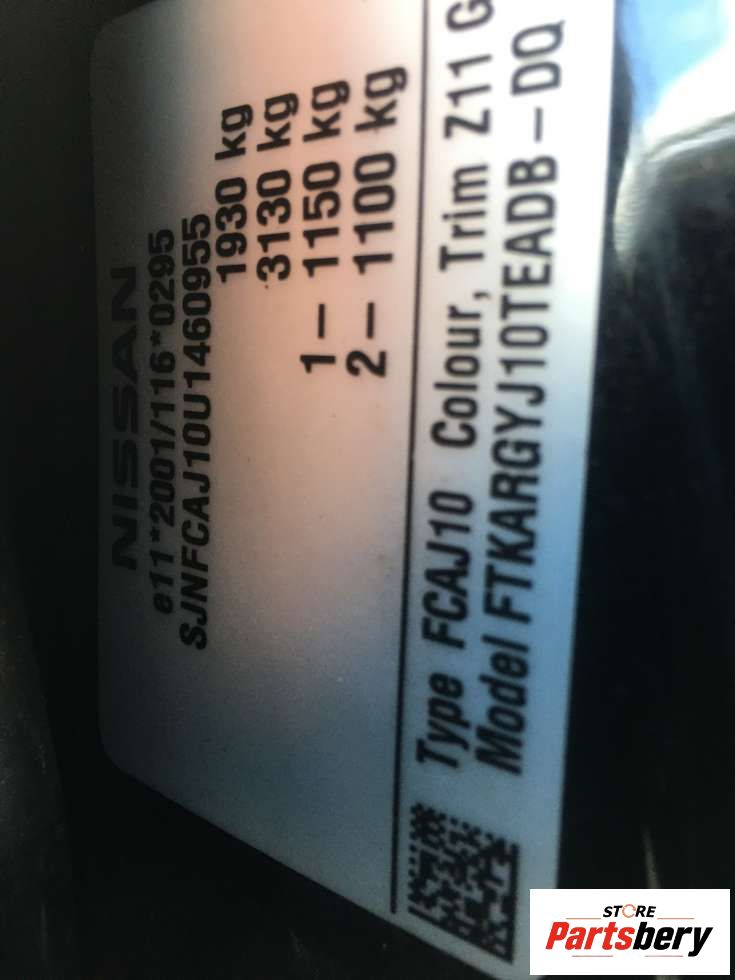 NISSAN
e11*2001/116*0295
SJNFCAJ10U1460955
1930 kg
3130 kg
1– 1150 kg
2– 1100 kg
Type FCAJ10 Colour, Trim Z11 G
Model FTKARGYJ10TEADB–DQ
STORE
Partsbery